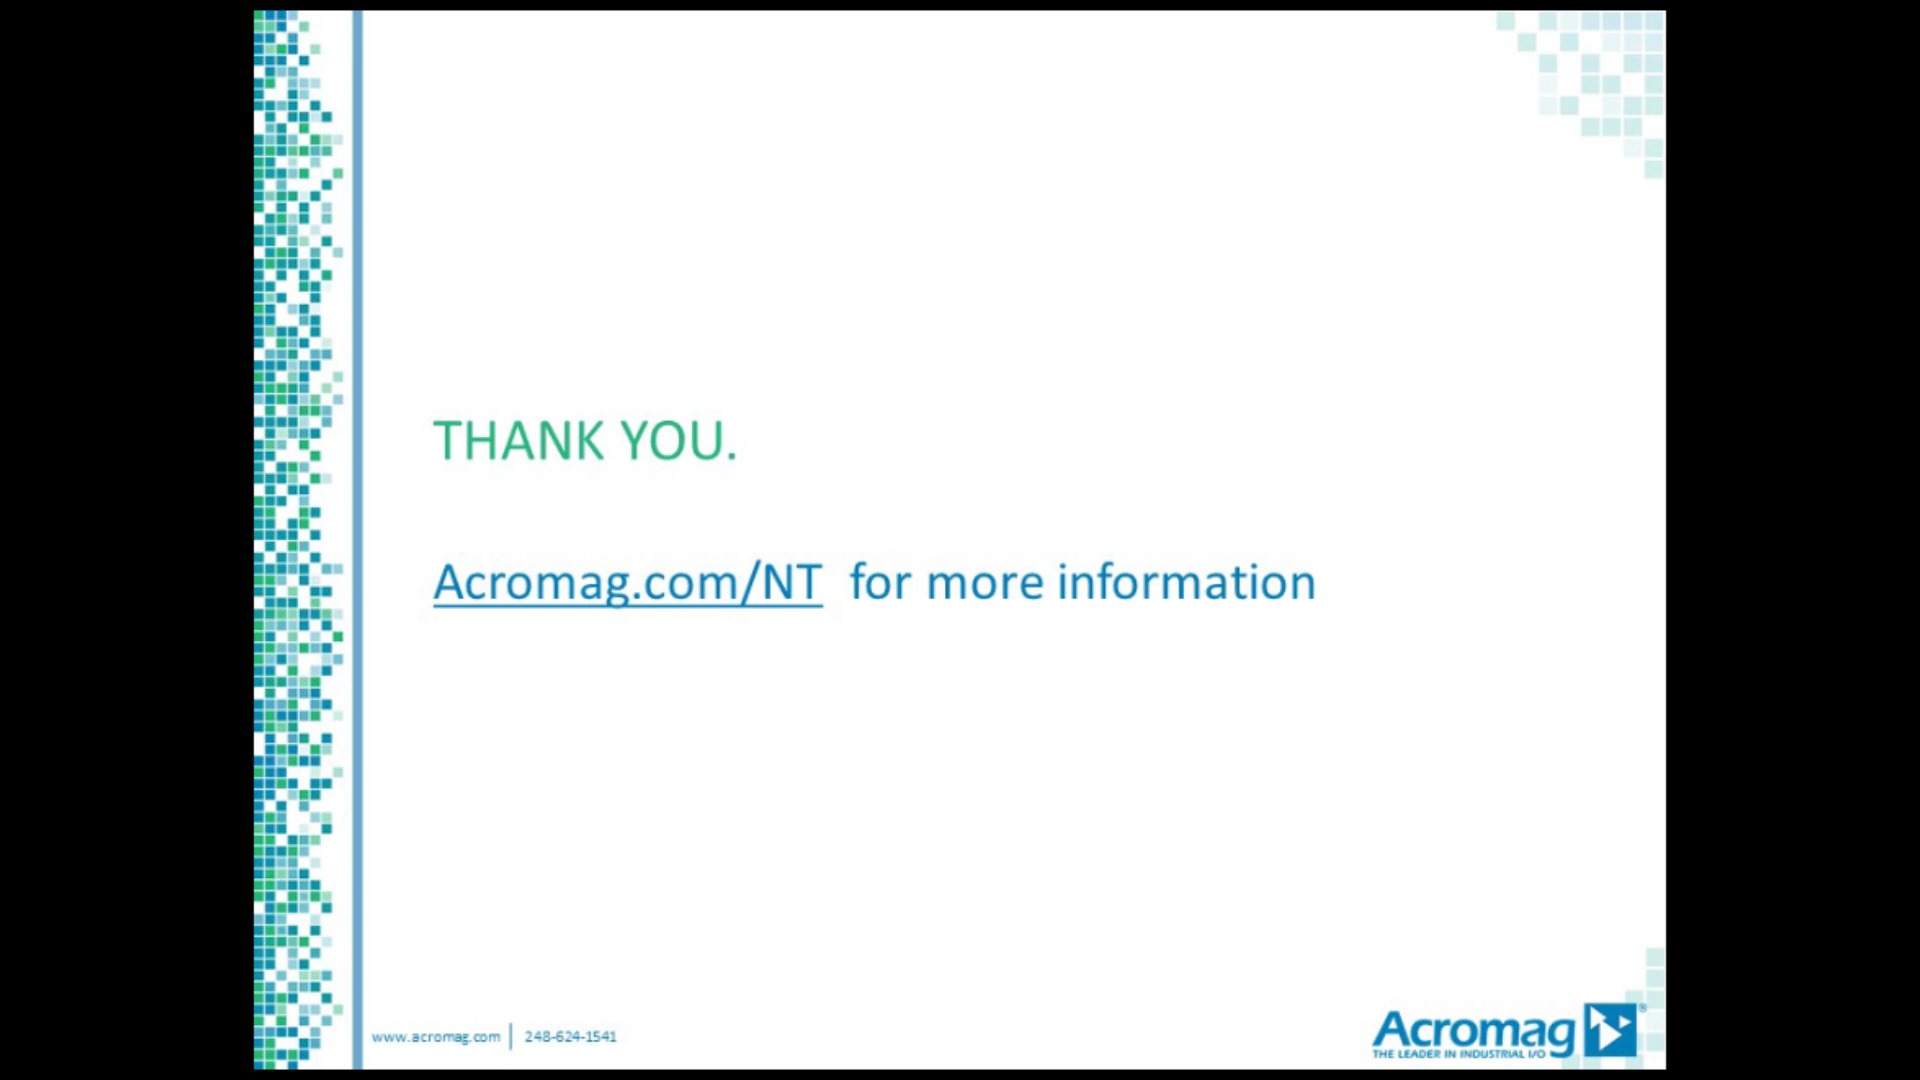 THANK YOU.
Acromag.com/NT for more information
www.acromag.com | 248-624-1541
Acromag®
THE LEADER IN INDUSTRIAL I/O